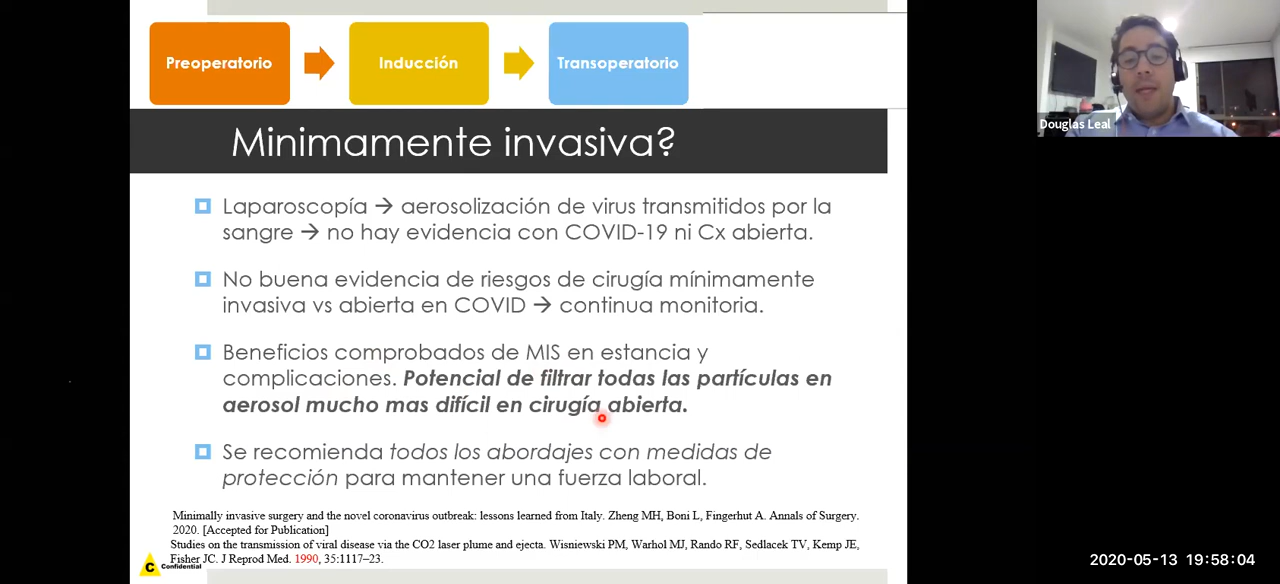 Preoperatorio
Inducción
Transoperatorio
Douglas Leal
Minimamente invasiva?
Laparoscopía → aerosolización de virus transmitidos por la
sangre → no hay evidencia con COVID-19 ni Cx abierta.
No buena evidencia de riesgos de cirugía mínimamente
invasiva vs abierta en COVID → continua monitoria.
Beneficios comprobados de MIS en estancia y
complicaciones. Potencial de filtrar todas las partículas en
aerosol mucho mas difícil en cirugía abierta.
Se recomienda todos los abordajes con medidas de
protección para mantener una fuerza laboral.
Minimally invasive surgery and the novel coronavirus outbreak: lessons learned from Italy. Zheng MH, Boni L, Fingerhut A. Annals of Surgery.
2020. [Accepted for Publication]
Studies on the transmission of viral disease via the CO2 laser plume and ejecta. Wisniewski PM, Warhol MJ, Rando RF, Sedlacek TV, Kemp JE,
Fisher JC. J Reprod Med. 1990, 35:1117–23.
C Confidential
2020-05-13 19:58:04